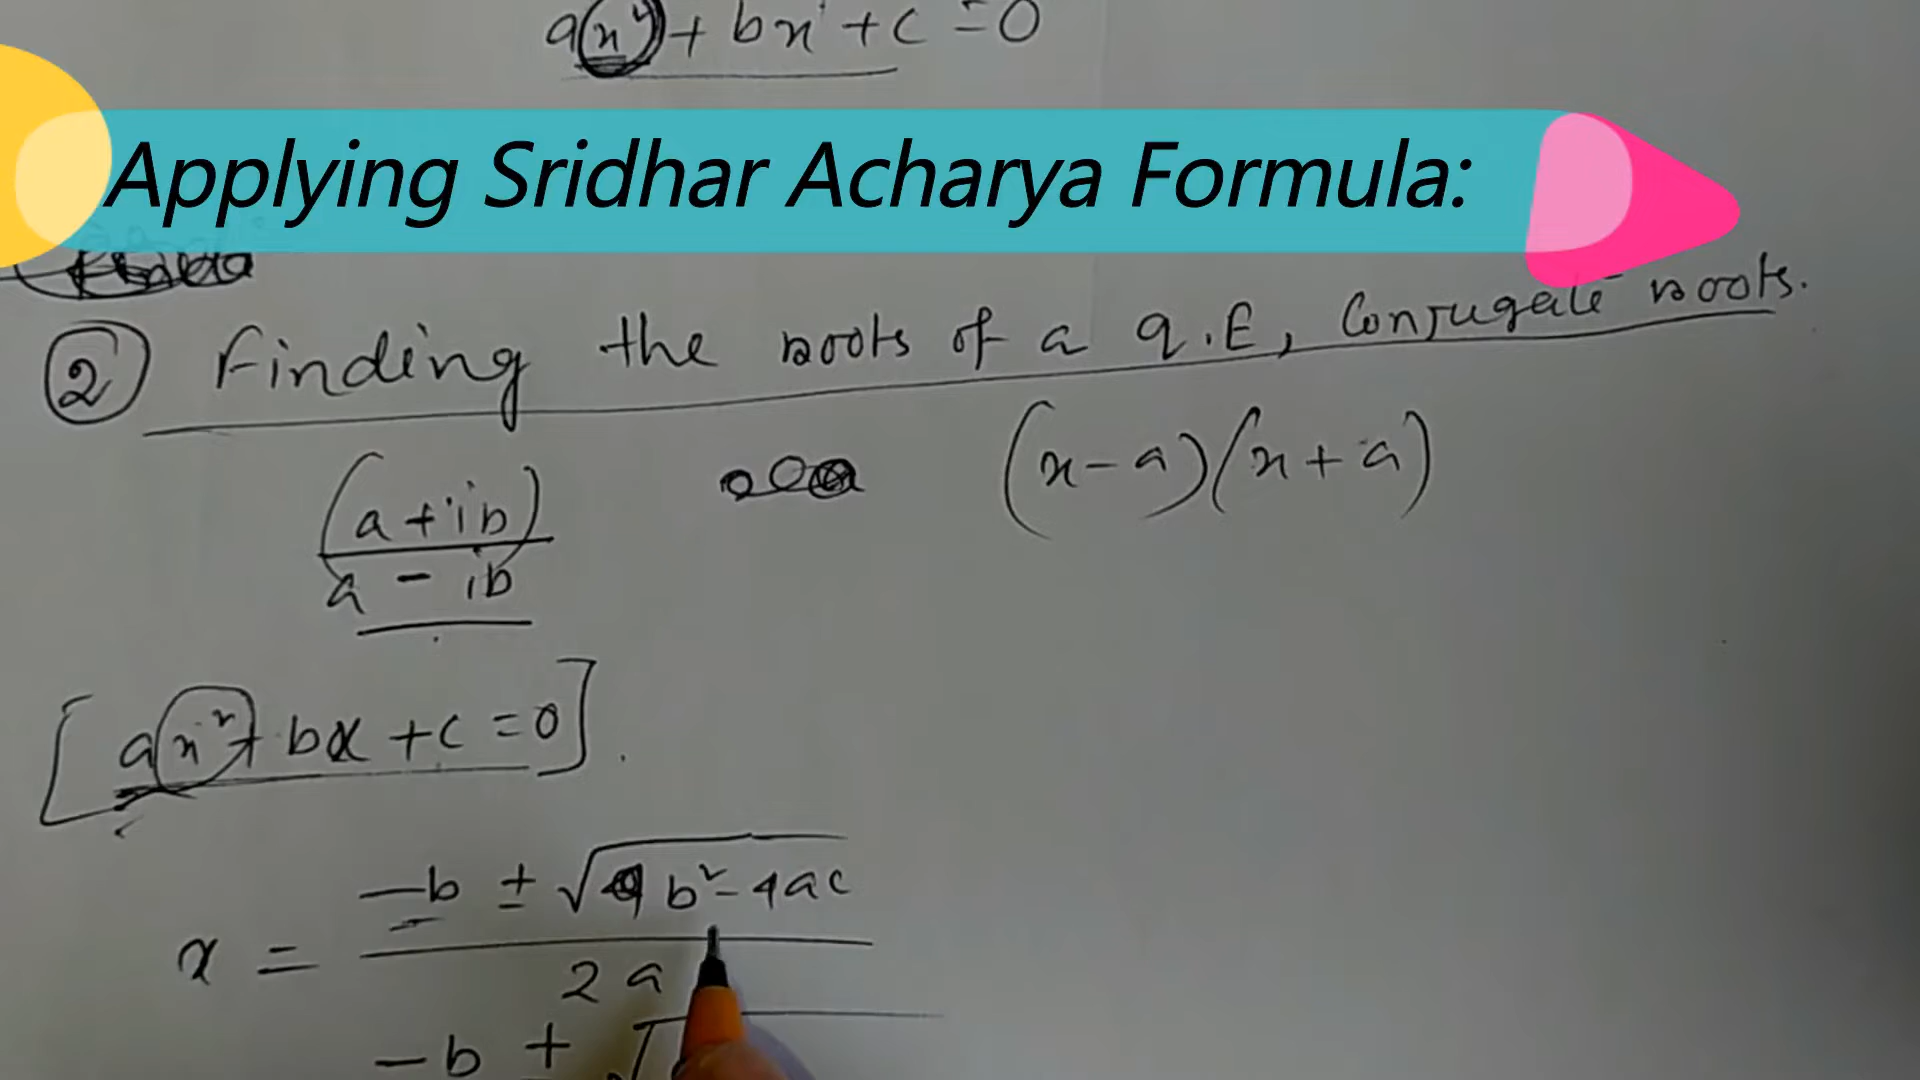 a(x²)+bx+c=0
Applying Sridhar Acharya Formula:
② Finding the roots of a q.E, Conjugate roots.
(a+ib) (x-a)(x+a)
a - ib
[ax²+bx+c=0].
x = -b ± √b²-4ac
2a
-b ± √